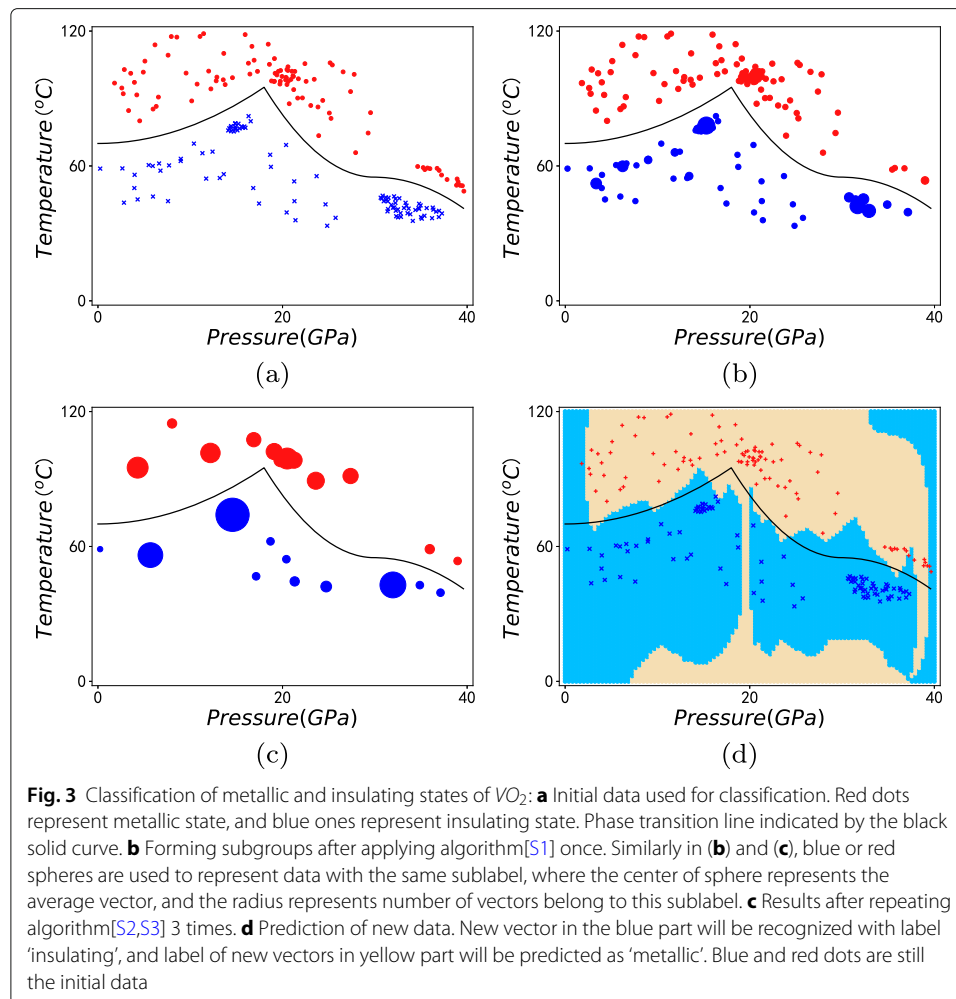 120
60
0
Temperature(°C)
0
20
40
Pressure(GPa)
(a)
120
60
0
Temperature(°C)
0
20
40
Pressure(GPa)
(b)
120
60
0
Temperature(°C)
0
20
40
Pressure(GPa)
(c)
120
60
0
Temperature(°C)
0
20
40
Pressure(GPa)
(d)
Fig. 3 Classification of metallic and insulating states of VO₂: a Initial data used for classification. Red dots
represent metallic state, and blue ones represent insulating state. Phase transition line indicated by the black
solid curve. b Forming subgroups after applying algorithm[S1] once. Similarly in (b) and (c), blue or red
spheres are used to represent data with the same sublabel, where the center of sphere represents the
average vector, and the radius represents number of vectors belong to this sublabel. c Results after repeating
algorithm[S2,S3] 3 times. d Prediction of new data. New vector in the blue part will be recognized with label
‘insulating’, and label of new vectors in yellow part will be predicted as ‘metallic’. Blue and red dots are still
the initial data